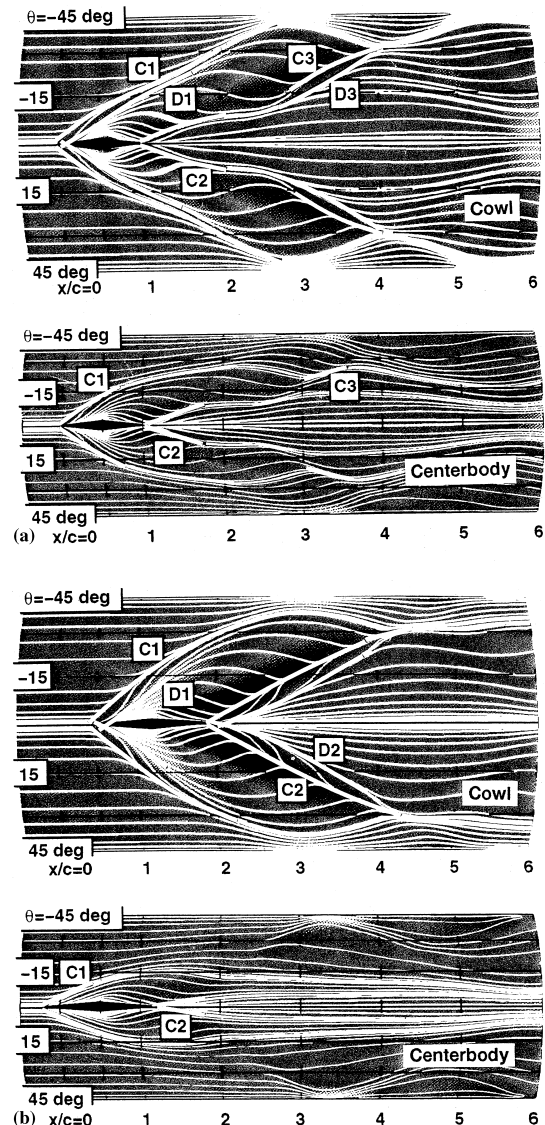 θ=−45 deg
C1
C3
−15
D1
D3
C2
15
Cowl
45 deg
x/c=0 1 2 3 4 5 6
θ=−45 deg
C1
C3
−15
C2
15
Centerbody
45 deg
(a) x/c=0 1 2 3 4 5 6
θ=−45 deg
C1
−15
D1
D2
15
C2
Cowl
45 deg
x/c=0 1 2 3 4 5 6
θ=−45 deg
−15 C1
C2
15
Centerbody
45 deg
(b) x/c=0 1 2 3 4 5 6